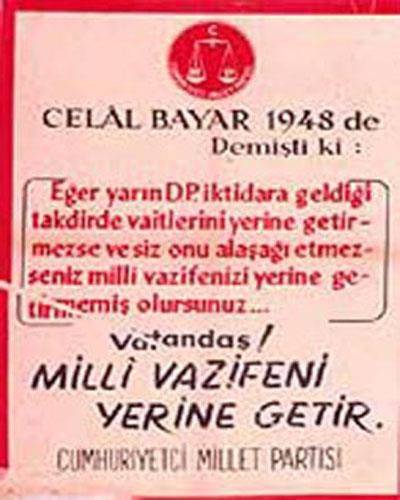 CELÂL BAYAR 1948 de
Demişti ki :
Eğer yarın D.P. iktidara geldiği
takdirde vaitlerini yerine getir-
mezse ve siz onu alaşağı etmez-
seniz milli vazifenizi yerine ge-
tirmemiş olursunuz...
Vatandaş!
MİLLÎ VAZİFENİ
YERİNE GETİR.
CUMHURİYETÇİ MİLLET PARTİSİ